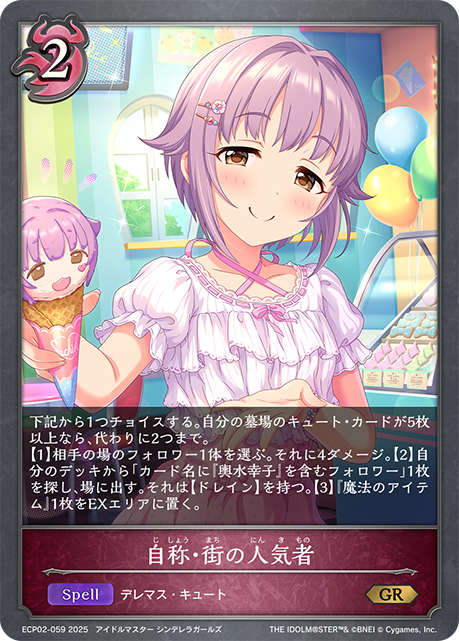 2
下記から1つチョイスする。自分の墓場のキュート・カードが5枚
以上なら、代わりに2つまで。
【1】相手の場のフォロワー1体を選ぶ。それに4ダメージ。【2】自
分のデッキから「カード名に『輿水幸子』を含むフォロワー」1枚
を探し、場に出す。それは【ドレイン】を持つ。【3】『魔法のアイテ
ム』1枚をEXエリアに置く。
じしょう まち にんきもの
自称・街の人気者
Spell デレマス・キュート GR
ECP02-059 2025 アイドルマスター シンデレラガールズ THE IDOLM@STER™& ©BNEI © Cygames, Inc.